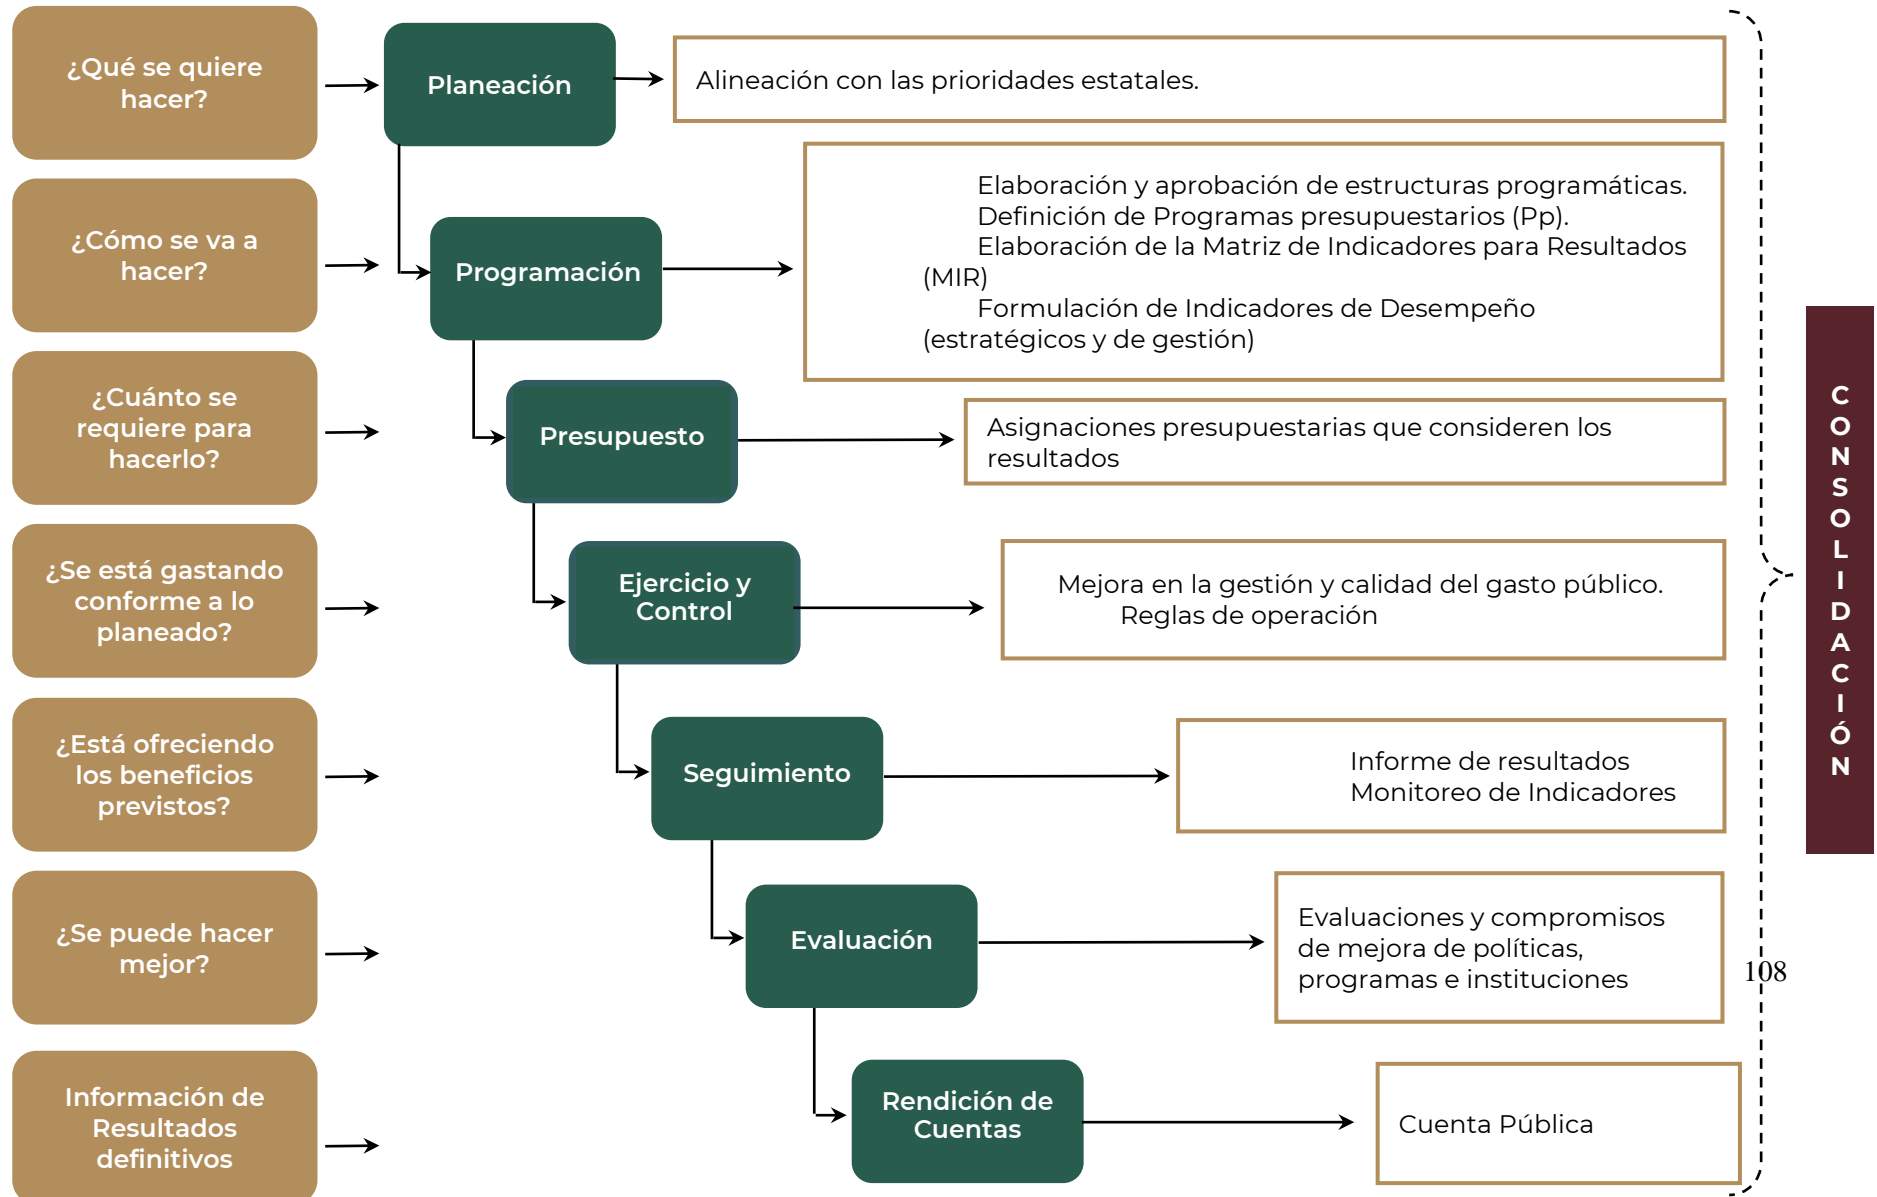 ¿Qué se quiere
hacer?
Planeación
Alineación con las prioridades estatales.
¿Cómo se va a
hacer?
Programación
Elaboración y aprobación de estructuras programáticas.
Definición de Programas presupuestarios (Pp).
Elaboración de la Matriz de Indicadores para Resultados
(MIR)
Formulación de Indicadores de Desempeño
(estratégicos y de gestión)
¿Cuánto se
requiere para
hacerlo?
Presupuesto
Asignaciones presupuestarias que consideren los
resultados
¿Se está gastando
conforme a lo
planeado?
Ejercicio y
Control
Mejora en la gestión y calidad del gasto público.
Reglas de operación
¿Está ofreciendo
los beneficios
previstos?
Seguimiento
Informe de resultados
Monitoreo de Indicadores
¿Se puede hacer
mejor?
Evaluación
Evaluaciones y compromisos
de mejora de políticas,
programas e instituciones
Información de
Resultados
definitivos
Rendición de
Cuentas
Cuenta Pública
C
O
N
S
O
L
I
D
A
C
I
Ó
N
108